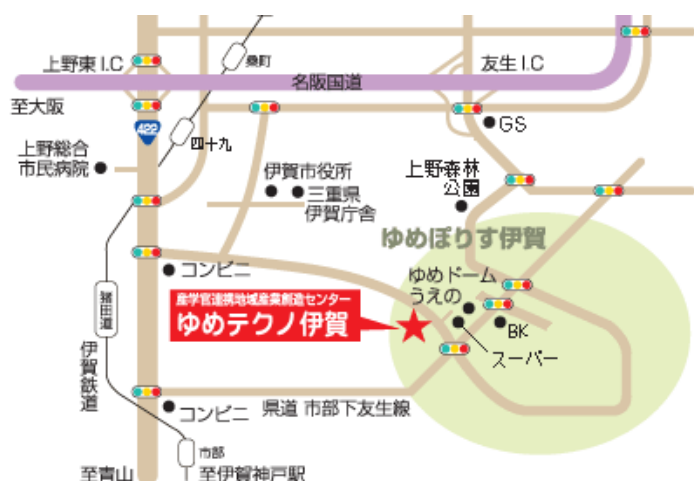 上野東I.C
桑町
友生I.C
名阪国道
至大阪
GS
422
四十九
上野総合
市民病院
伊賀市役所
三重県
伊賀庁舎
上野森林
公園
ゆめぽりす伊賀
コンビニ
ゆめドーム
うえの
産学官連携地域産業創造センター
ゆめテクノ伊賀
猪田道
BK
スーパー
伊賀鉄道
コンビニ
県道 市部下友生線
市部
至青山
至伊賀神戸駅